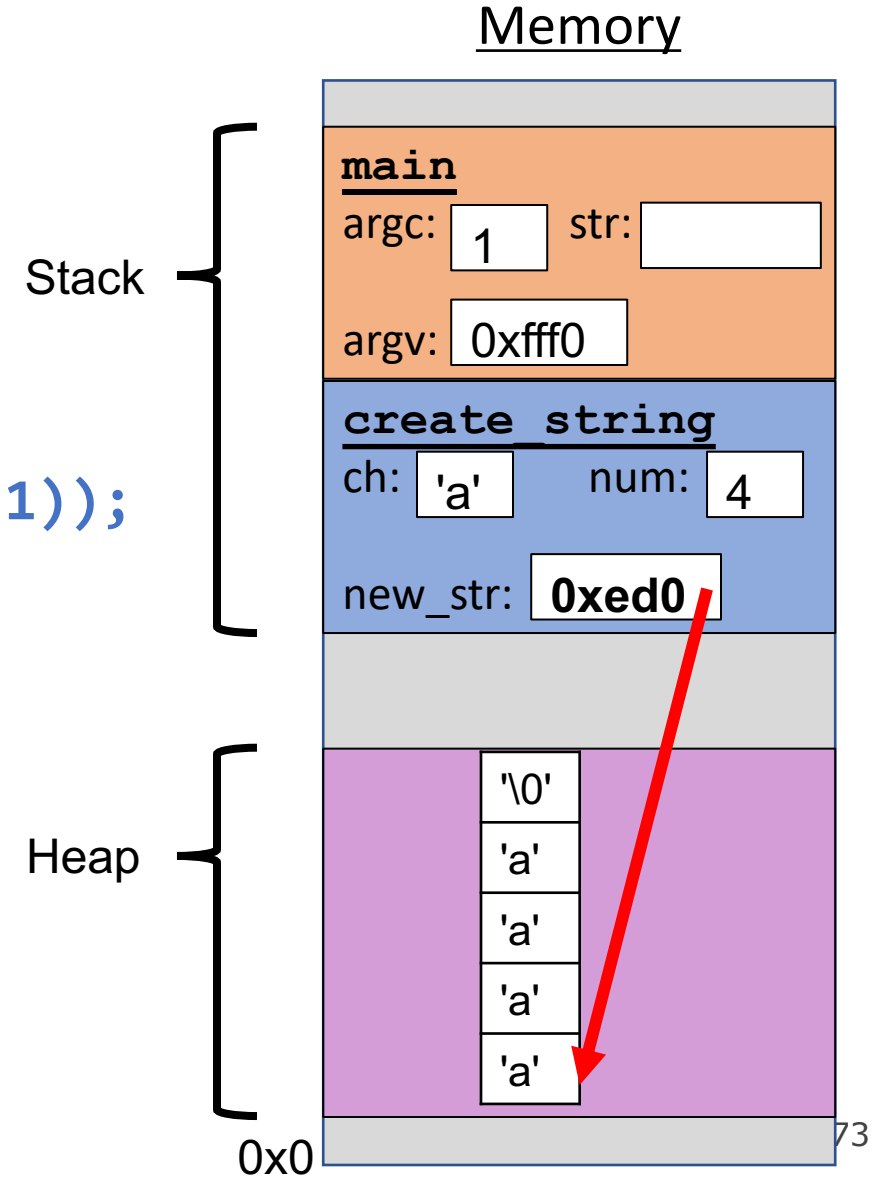 Memory
main
argc: 1 str:
Stack
argv: 0xfff0
create_string
ch: 'a' num: 4
1));
new_str: 0xed0
'\0'
Heap
'a'
'a'
'a'
'a'
0x0
73